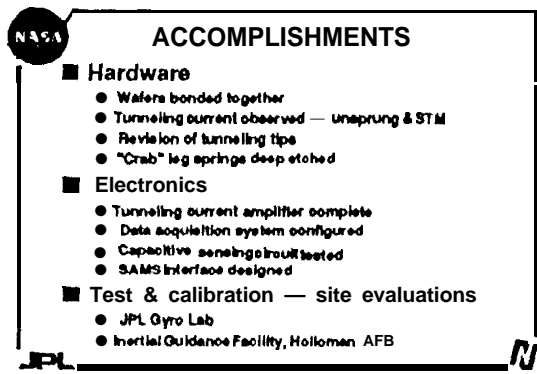 NASA
ACCOMPLISHMENTS
■ Hardware
● Wafers bonded together
● Tunneling current observed — unsprung & STM
● Revision of tunneling tips
● "Crab" leg springs deep etched
■ Electronics
● Tunneling current amplifier complete
● Data acquisition system configured
● Capacitive sensing circuit tested
● SAMS interface designed
■ Test & calibration — site evaluations
● JPL Gyro Lab
● Inertial Guidance Facility, Holloman AFB
JPL
N